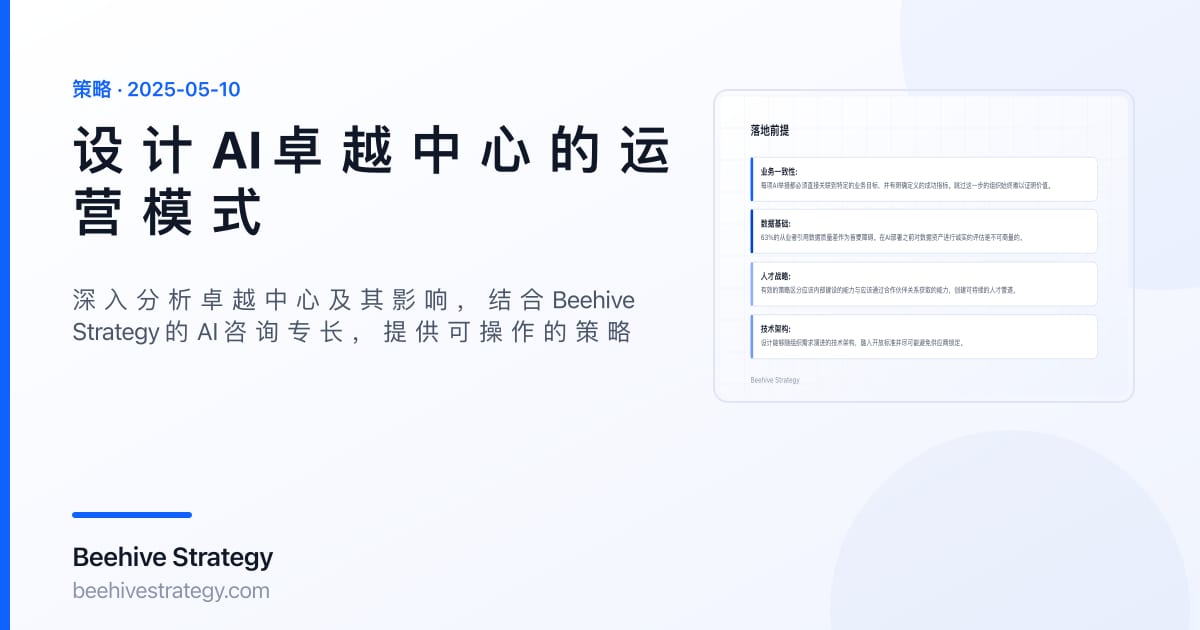 策略 · 2025-05-10
设计AI卓越中心的运
营模式
深入分析卓越中心及其影响，结合 Beehive
Strategy 的 AI 咨询专长，提供可操作的策略
落地前提
业务一致性:
每项AI举措都必须直接关联到特定的业务目标，并有明确定义的成功指标。跳过这一步的组织始终难以证明价值。
数据基础:
63%的从业者引用数据质量差作为首要障碍。在AI部署之前对数据资产进行诚实的评估是不可商量的。
人才战略:
有效的策略区分应该内部建设的能力与应该通过合作伙伴关系获取的能力，创建可持续的人才管道。
技术架构:
设计能够随组织需求演进的技术架构，融入开放标准并尽可能避免供应商锁定。
Beehive Strategy
Beehive Strategy
beehivestrategy.com